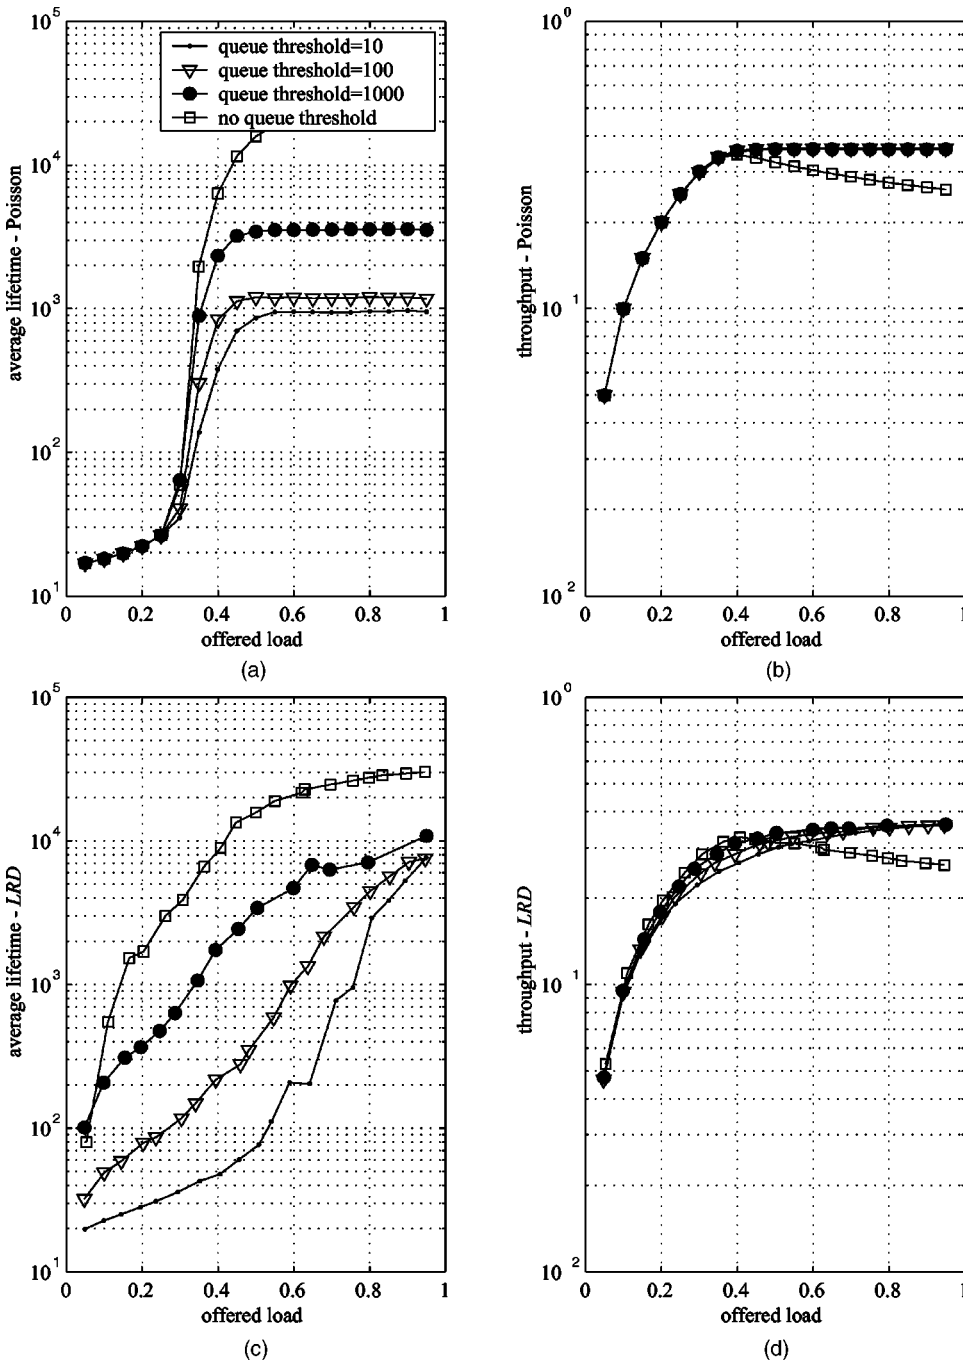 10^5
10^4
10^3
10^2
10^1
average lifetime - Poisson
queue threshold=10
queue threshold=100
queue threshold=1000
no queue threshold
0 0.2 0.4 0.6 0.8 1
offered load
(a)
10^0
10^1
10^2
throughput - Poisson
0 0.2 0.4 0.6 0.8 1
offered load
(b)
10^5
10^4
10^3
10^2
10^1
average lifetime - LRD
0 0.2 0.4 0.6 0.8 1
offered load
(c)
10^0
10^1
10^2
throughput - LRD
0 0.2 0.4 0.6 0.8 1
offered load
(d)